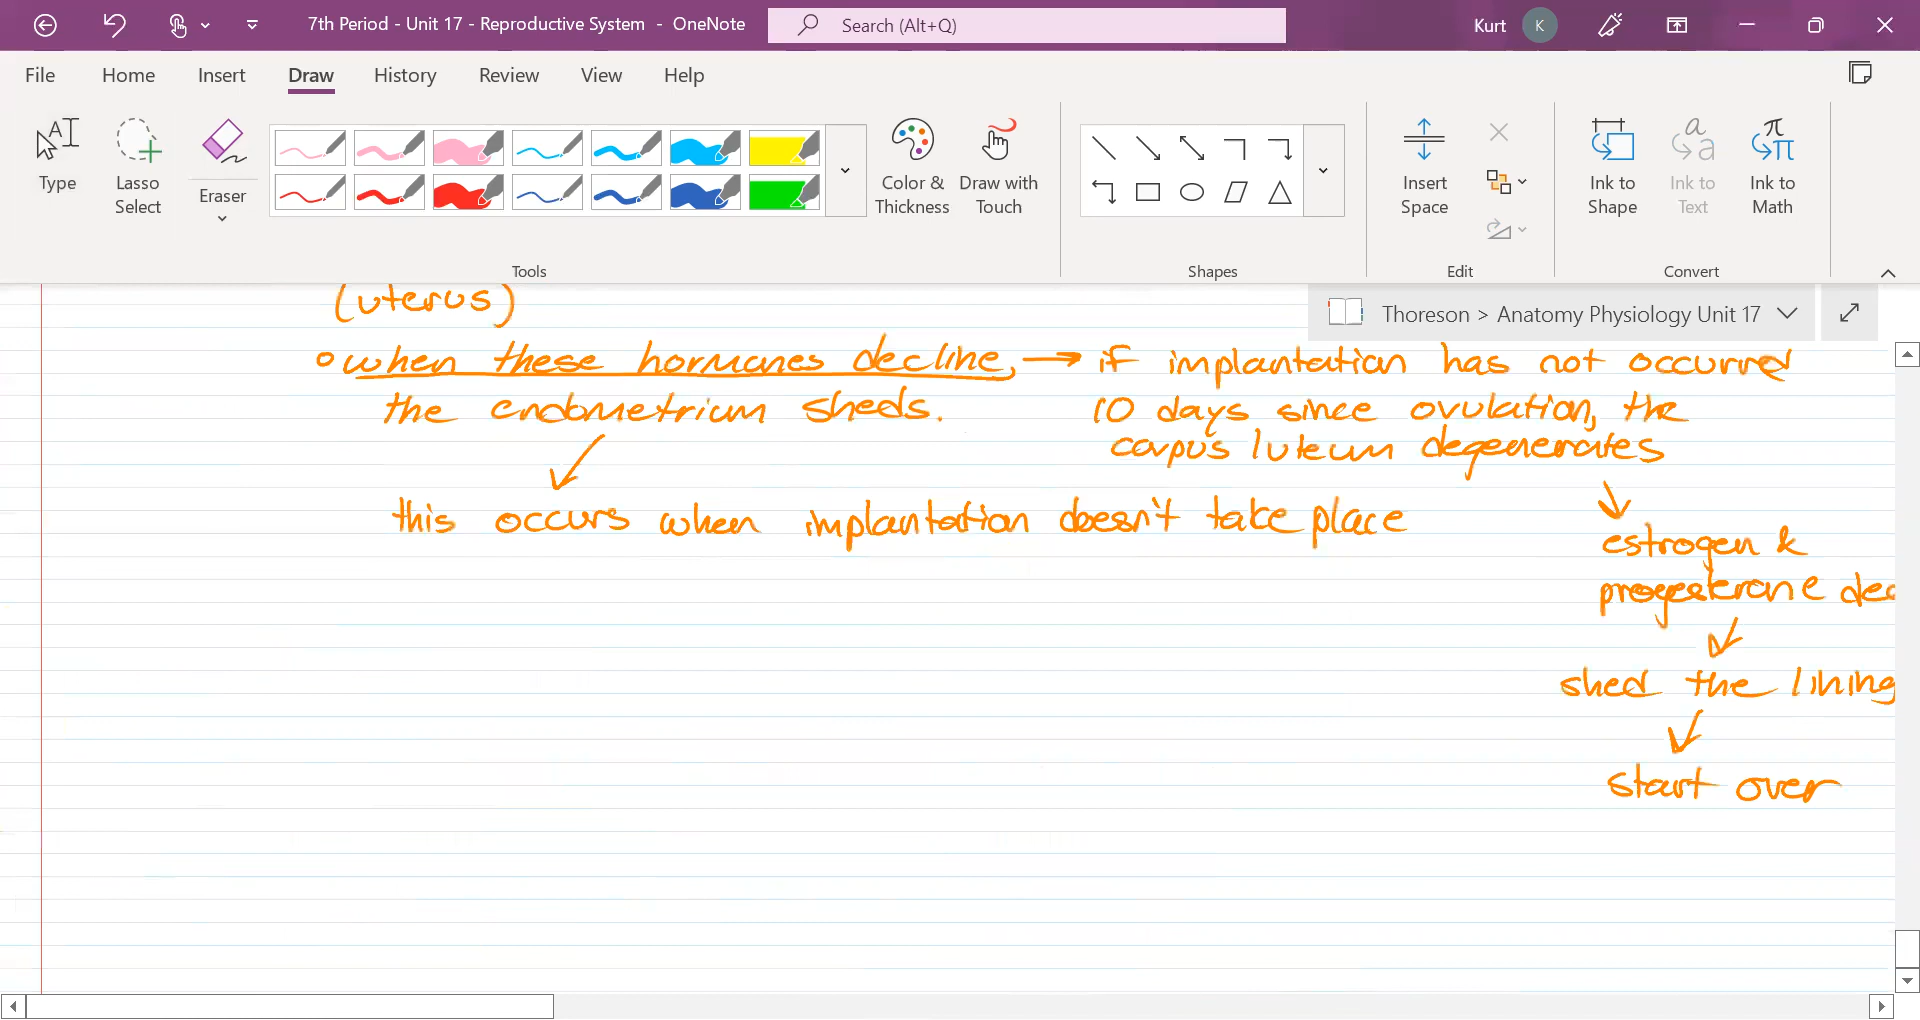 7th Period - Unit 17 - Reproductive System - OneNote
Search (Alt+Q)
Kurt
K
File Home Insert Draw History Review View Help
Type
Lasso Select
Eraser
Color & Thickness
Draw with Touch
Insert Space
Ink to Shape
Ink to Text
Ink to Math
Tools
Shapes
Edit
Convert
Thoreson > Anatomy Physiology Unit 17
(uterus)
when these hormones decline, → if implantation has not occurred
the endometrium sheds.
10 days since ovulation, the
corpus luteum degenerates
this occurs when implantation doesn't take place
estrogen &
progesterone dec
shed the lining
start over